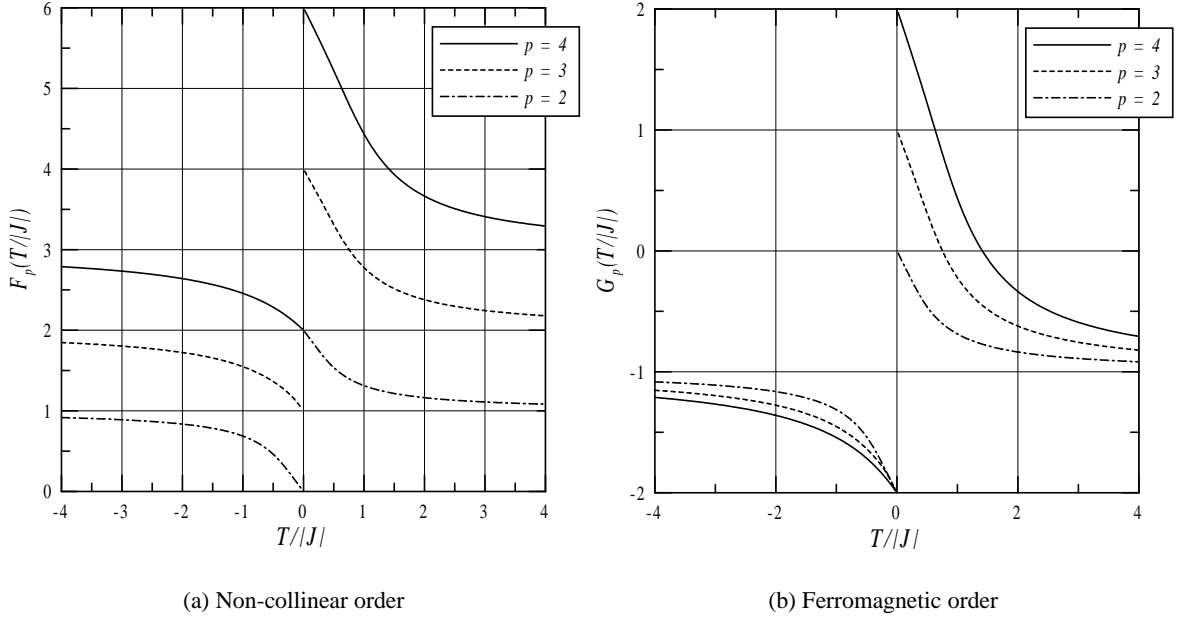 6
5
4
3
2
1
0
F_p(T/|J|)
-4 -3 -2 -1 0 1 2 3 4
T/|J|
p = 4
p = 3
p = 2
(a) Non-collinear order
2
1
0
-1
-2
G_p(T/|J|)
-4 -2 0 2 4
T/|J|
p = 4
p = 3
p = 2
(b) Ferromagnetic order